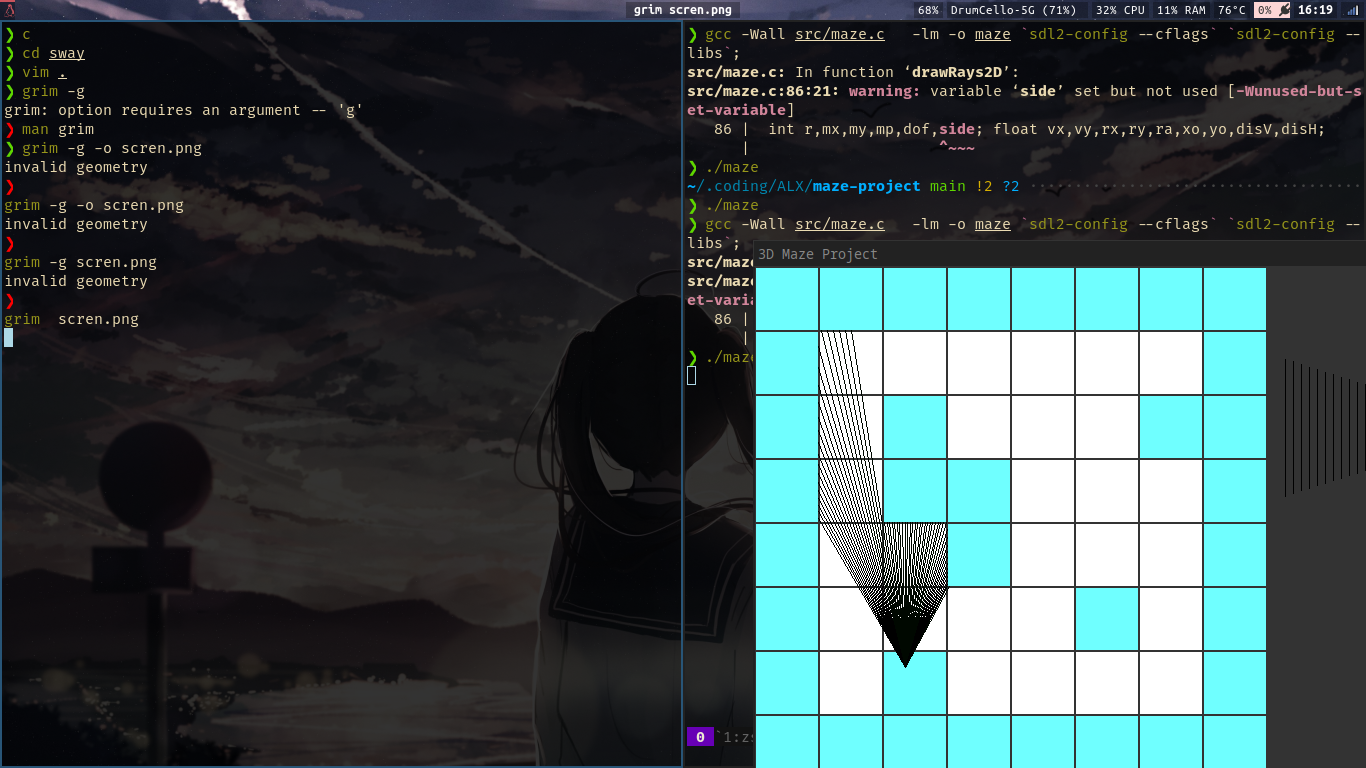 grim scren.png
68% DrumCello-5G (71%) 32% CPU 11% RAM 76°C 0% 16:19
❯ c
❯ cd sway
❯ vim .
❯ grim -g
grim: option requires an argument -- 'g'
❯ man grim
❯ grim -g -o scren.png
invalid geometry
❯
grim -g -o scren.png
invalid geometry
❯
grim -g scren.png
invalid geometry
❯
grim  scren.png
❯ gcc -Wall src/maze.c   -lm -o maze `sdl2-config --cflags` `sdl2-config --
libs`;
src/maze.c: In function ‘drawRays2D’:
src/maze.c:86:21: warning: variable ‘side’ set but not used [-Wunused-but-s
et-variable]
86 |  int r,mx,my,mp,dof,side; float vx,vy,rx,ry,ra,xo,yo,disV,disH;
|                     ^~~~
❯ ./maze
~/.coding/ALX/maze-project main !2 ?2
❯ ./maze
❯ gcc -Wall src/maze.c   -lm -o maze `sdl2-config --cflags` `sdl2-config --
libs`;
src/maz
src/maz
et-vari
86 |
|
❯ ./maze
0 `1:zs
3D Maze Project